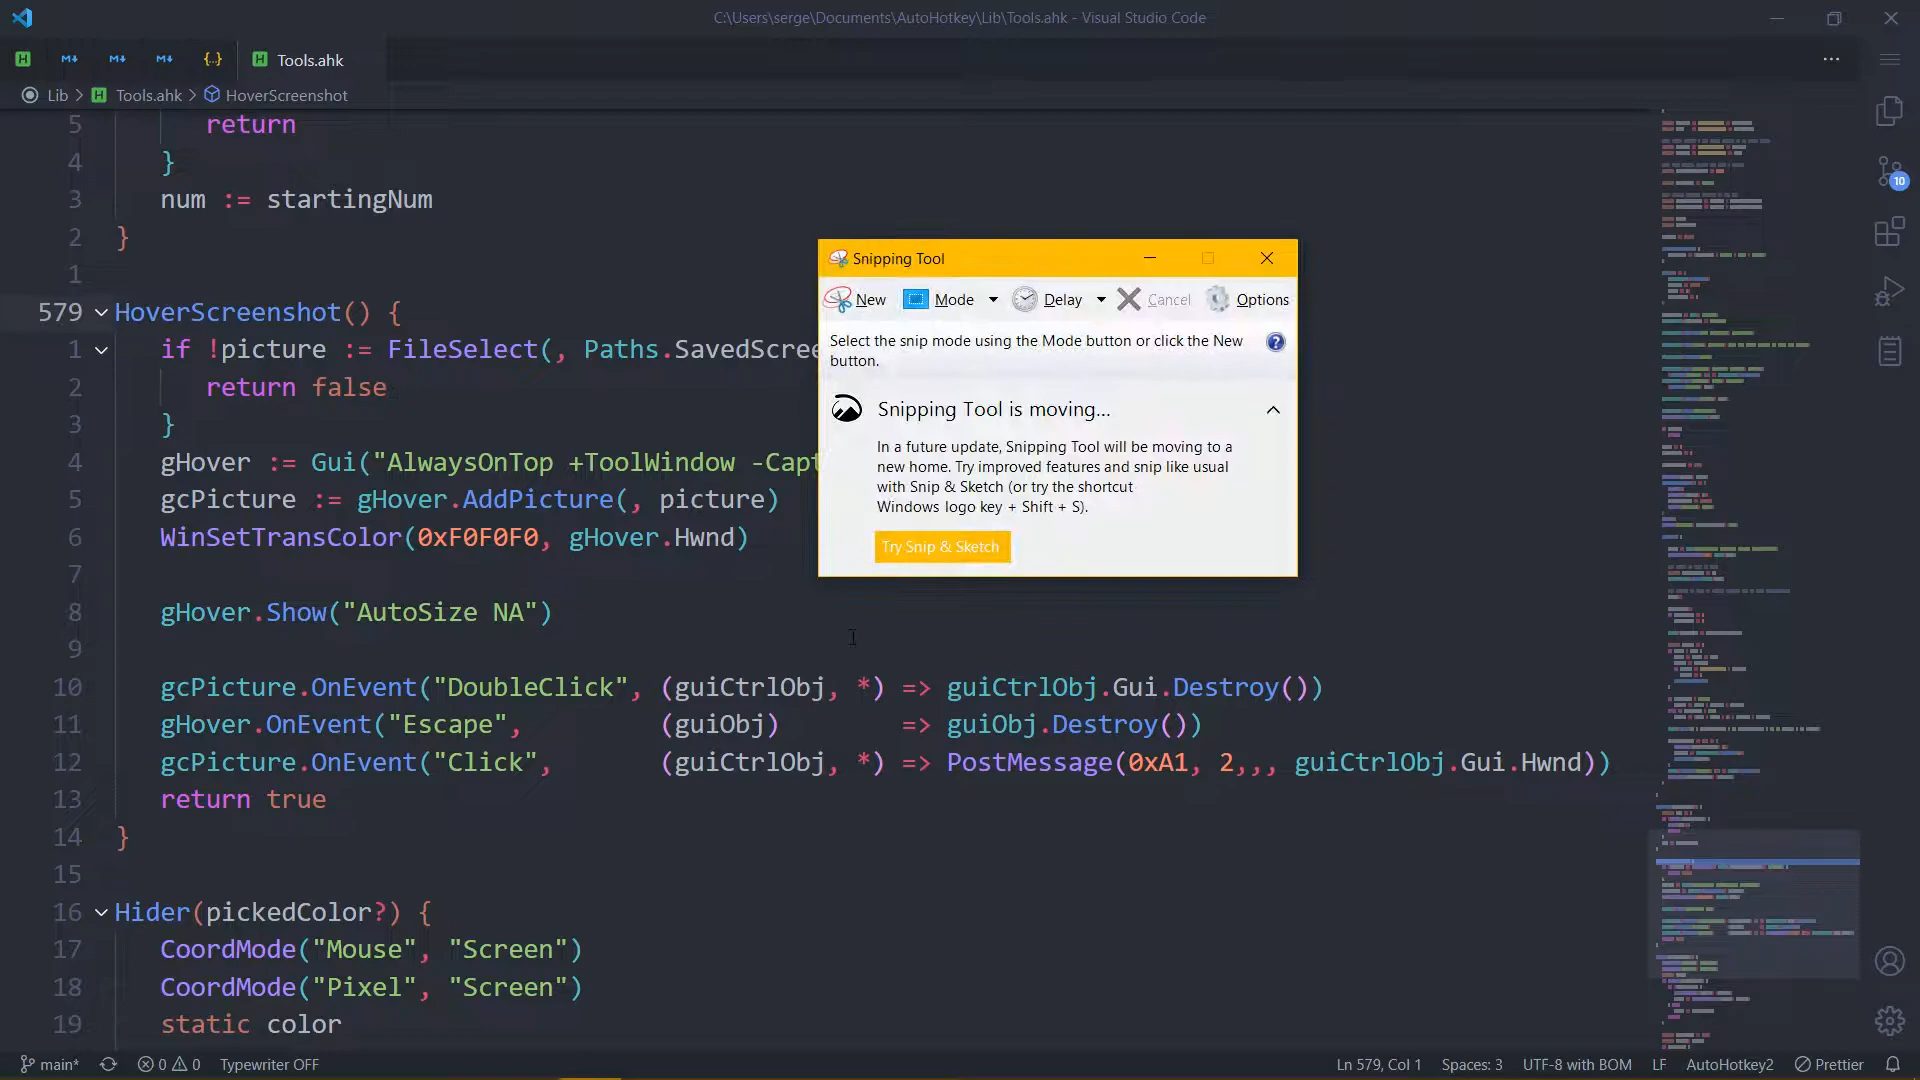 C:\Users\serge\Documents\AutoHotkey\Lib\Tools.ahk - Visual Studio Code
Tools.ahk
Lib > Tools.ahk > HoverScreenshot
5 return
4 }
3 num := startingNum
2 }
1
579 HoverScreenshot() {
1 if !picture := FileSelect(, Paths.SavedScree
2 return false
3 }
4 gHover := Gui("AlwaysOnTop +ToolWindow -Capt
5 gcPicture := gHover.AddPicture(, picture)
6 WinSetTransColor(0xF0F0F0, gHover.Hwnd)
7
8 gHover.Show("AutoSize NA")
9
10 gcPicture.OnEvent("DoubleClick", (guiCtrlObj, *) => guiCtrlObj.Gui.Destroy())
11 gHover.OnEvent("Escape", (guiObj) => guiObj.Destroy())
12 gcPicture.OnEvent("Click", (guiCtrlObj, *) => PostMessage(0xA1, 2,,, guiCtrlObj.Gui.Hwnd))
13 return true
14 }
15
16 Hider(pickedColor?) {
17 CoordMode("Mouse", "Screen")
18 CoordMode("Pixel", "Screen")
19 static color
Snipping Tool
New Mode Delay Cancel Options
Select the snip mode using the Mode button or click the New
button.
Snipping Tool is moving...
In a future update, Snipping Tool will be moving to a
new home. Try improved features and snip like usual
with Snip & Sketch (or try the shortcut
Windows logo key + Shift + S).
Try Snip & Sketch
10
main* 0 0 Typewriter OFF Ln 579, Col 1 Spaces: 3 UTF-8 with BOM LF AutoHotkey2 Prettier